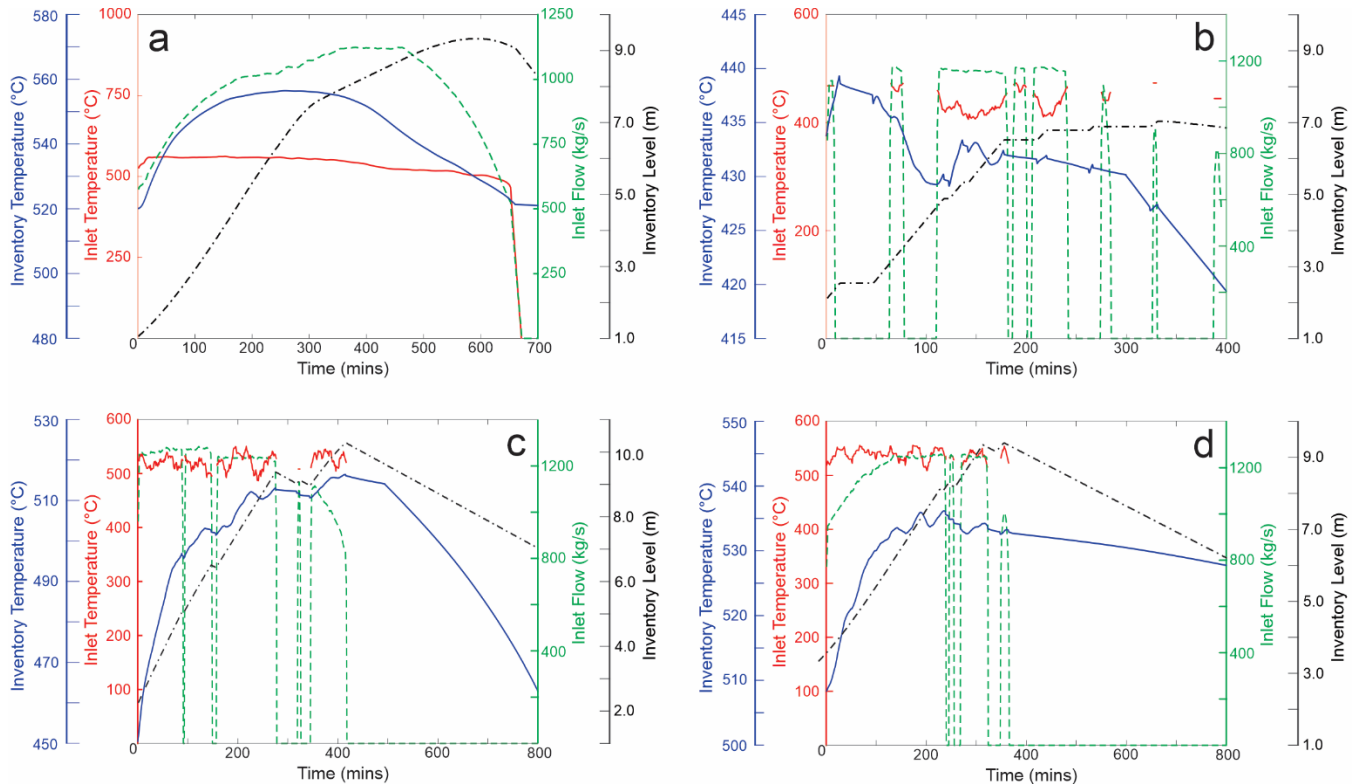 a
Inventory Temperature (°C)
580
560
540
520
500
480
Inlet Temperature (°C)
1000
750
500
250
Inlet Flow (kg/s)
1250
1000
750
500
250
Inventory Level (m)
9.0
7.0
5.0
3.0
1.0
0 100 200 300 400 500 600 700
Time (mins)
b
Inventory Temperature (°C)
445
440
435
430
425
420
415
Inlet Temperature (°C)
600
400
200
Inlet Flow (kg/s)
1200
800
400
Inventory Level (m)
9.0
7.0
5.0
3.0
1.0
0 100 200 300 400
Time (mins)
c
Inventory Temperature (°C)
530
510
490
470
450
Inlet Temperature (°C)
600
500
400
300
200
100
Inlet Flow (kg/s)
1200
800
400
Inventory Level (m)
10.0
9.0
8.0
6.0
4.0
2.0
0 200 400 600 800
Time (mins)
d
Inventory Temperature (°C)
550
540
530
520
510
500
Inlet Temperature (°C)
600
500
400
300
200
100
Inlet Flow (kg/s)
1200
800
400
Inventory Level (m)
9.0
7.0
5.0
3.0
1.0
0 200 400 600 800
Time (mins)